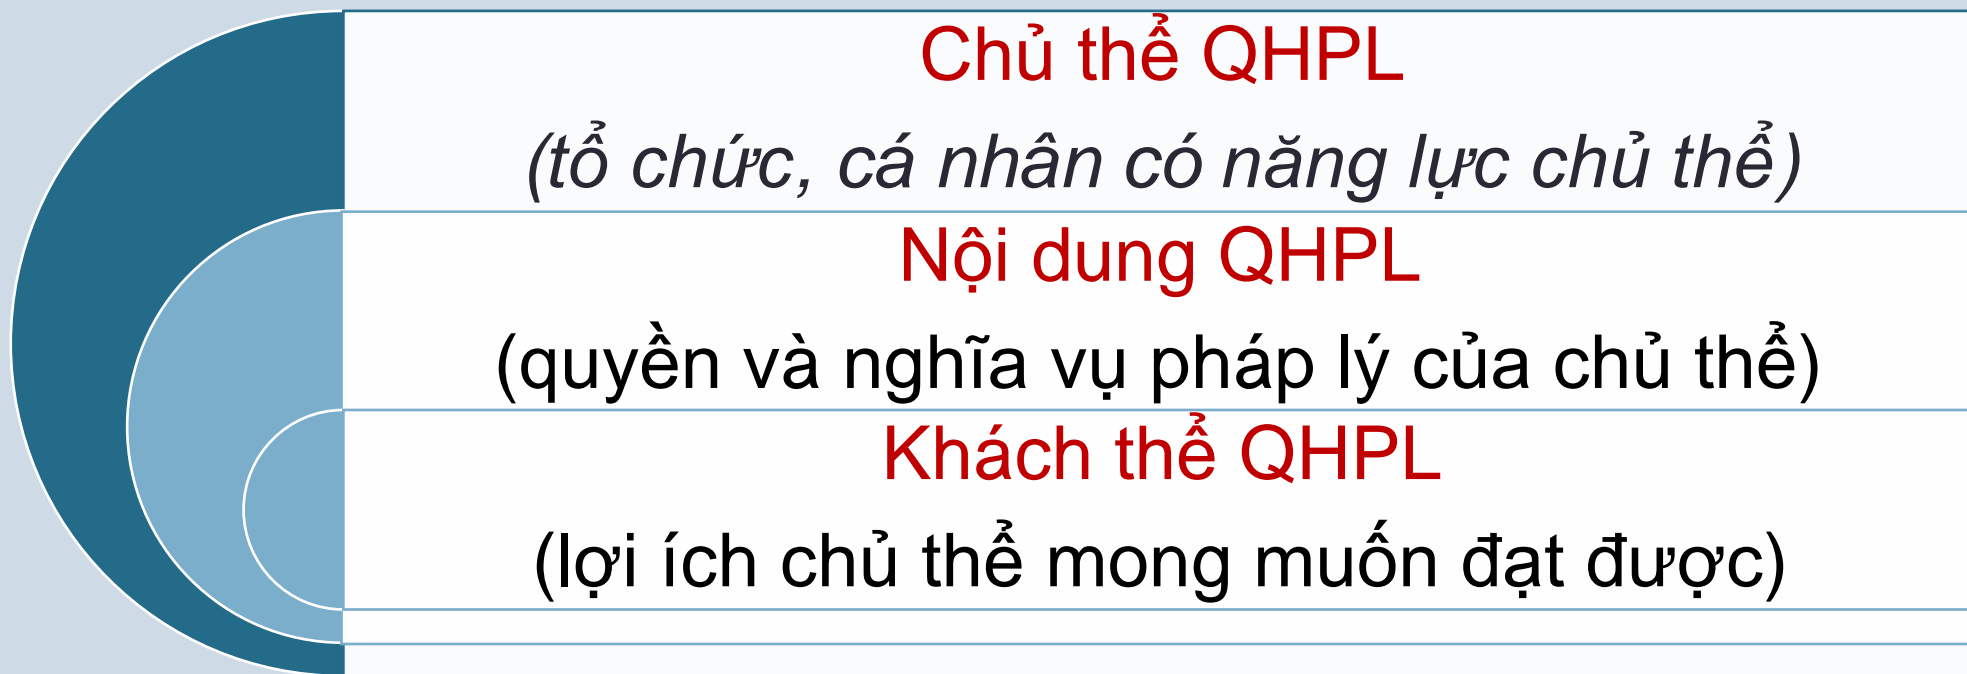 Chủ thể QHPL
(tổ chức, cá nhân có năng lực chủ thể)
Nội dung QHPL
(quyền và nghĩa vụ pháp lý của chủ thể)
Khách thể QHPL
(lợi ích chủ thể mong muốn đạt được)